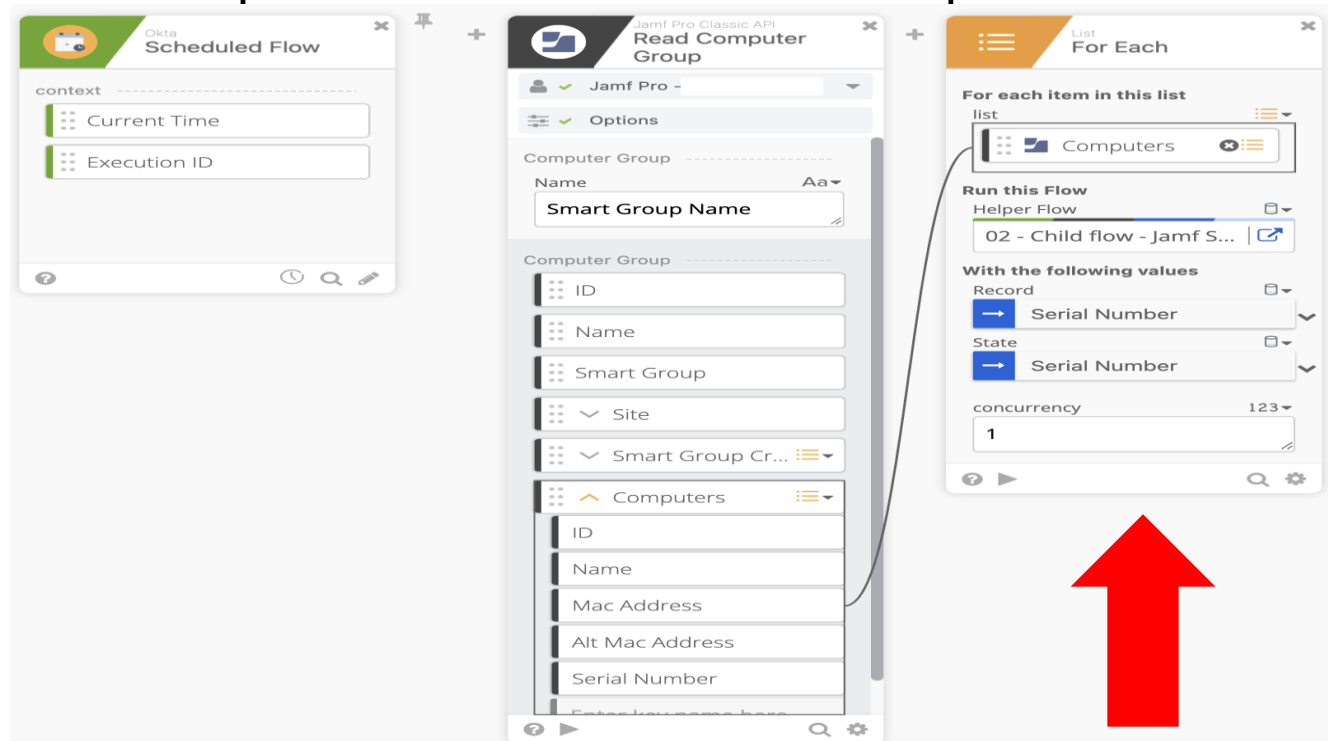 Okta
Scheduled Flow
context
Current Time
Execution ID
Jamf Pro Classic API
Read Computer
Group
Jamf Pro -
Options
Computer Group
Name Aa
Smart Group Name
Computer Group
ID
Name
Smart Group
Site
Smart Group Cr...
Computers
ID
Name
Mac Address
Alt Mac Address
Serial Number
Enter key name here
List
For Each
For each item in this list
list
Computers
Run this Flow
Helper Flow
02 - Child flow - Jamf S...
With the following values
Record
Serial Number
State
Serial Number
concurrency 123
1